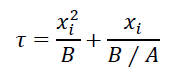 τ = x_i^2 / B + x_i / (B / A)